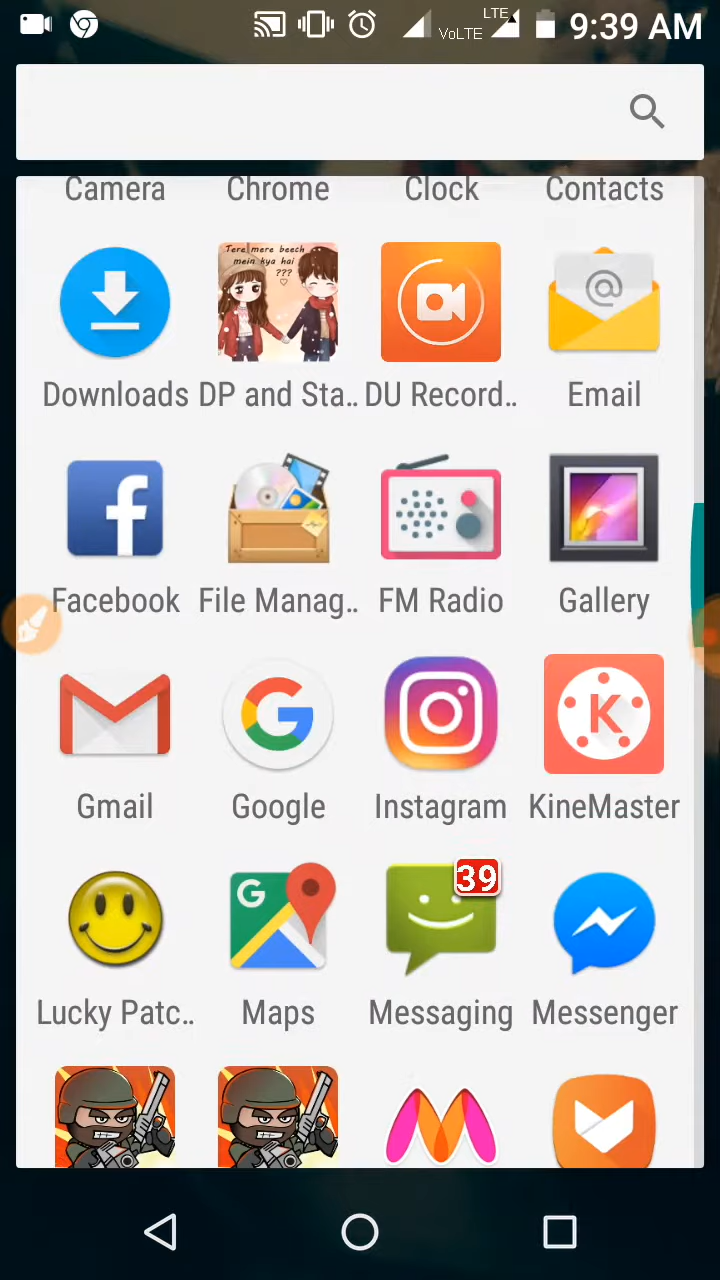 LTE
VoLTE
9:39 AM
Camera Chrome Clock Contacts
Tere mere beech
mein kya hai
???
@
Downloads DP and Sta.. DU Record.. Email
Facebook File Manag.. FM Radio Gallery
Gmail Google Instagram KineMaster
39
Lucky Patc.. Maps Messaging Messenger